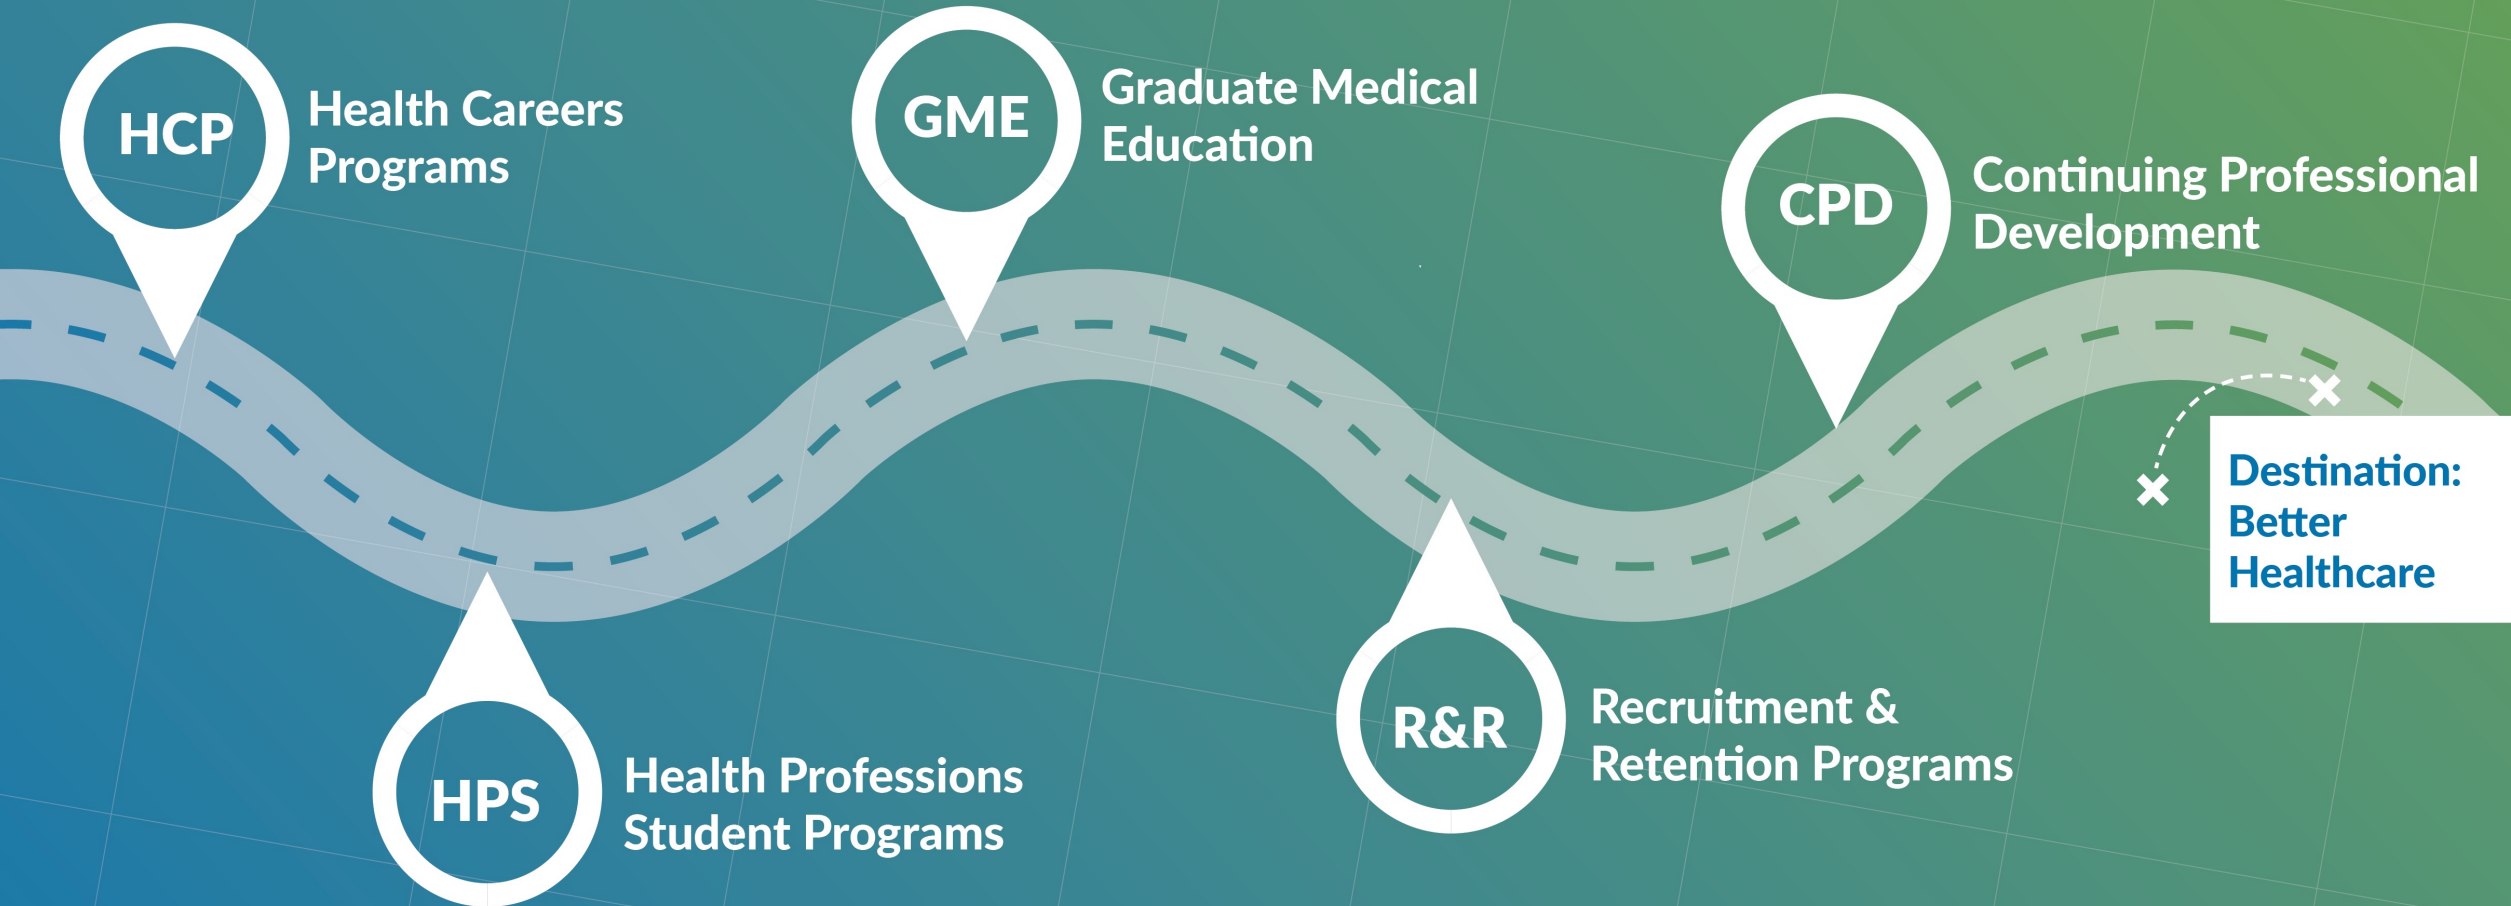 HCP
Health Careers
Programs
HPS
Health Professions
Student Programs
GME
Graduate Medical
Education
R&R
Recruitment &
Retention Programs
CPD
Continuing Professional
Development
Destination:
Better
Healthcare